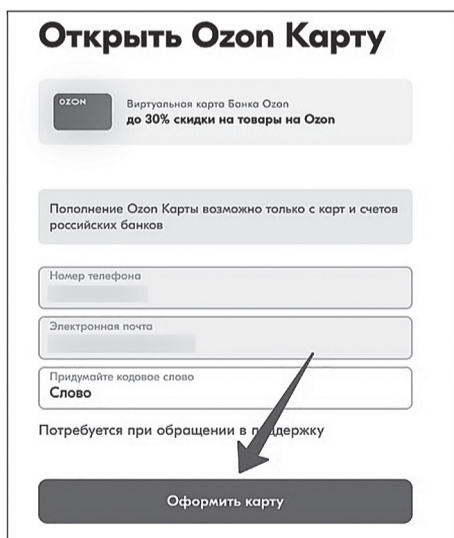 Открыть Ozon Карту
OZON
Виртуальная карта Банка Ozon
до 30% скидки на товары на Ozon
Пополнение Ozon Карты возможно только с карт и счетов
российских банков
Номер телефона
Электронная почта
Придумайте кодовое слово
Слово
Потребуется при обращении в поддержку
Оформить карту